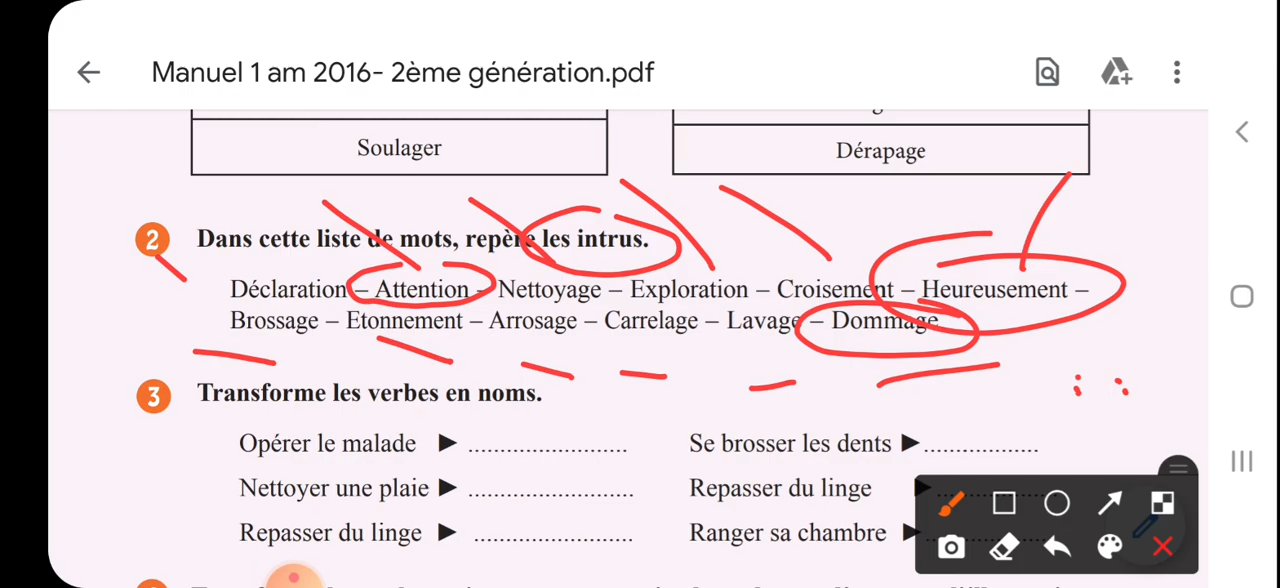 Manuel 1 am 2016- 2ème génération.pdf
Soulager
Dérapage
2 Dans cette liste de mots, repère les intrus.
Déclaration – Attention – Nettoyage – Exploration – Croisement – Heureusement –
Brossage – Etonnement – Arrosage – Carrelage – Lavage – Dommage
3 Transforme les verbes en noms.
Opérer le malade ► ........................ Se brosser les dents ► ..................
Nettoyer une plaie ► ......................... Repasser du linge ►
Repasser du linge ► ........................ Ranger sa chambre ►